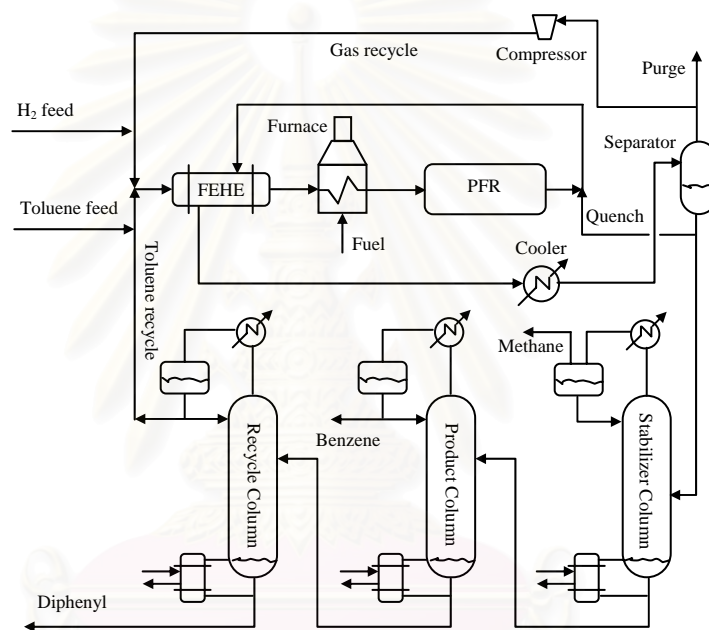 Gas recycle
Compressor
Purge
H₂ feed
Furnace
Separator
FEHE
PFR
Toluene feed
Quench
Fuel
Cooler
Toluene recycle
Methane
Benzene
Recycle Column
Product Column
Stabilizer Column
Diphenyl